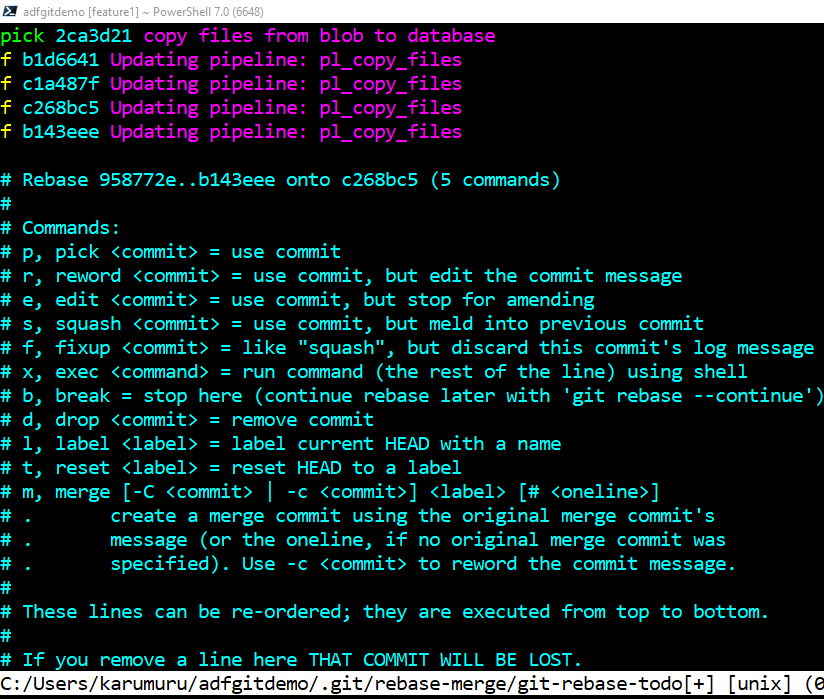 adfgitdemo [feature1] ~ PowerShell 7.0 (6648)
pick 2ca3d21 copy files from blob to database
f b1d6641 Updating pipeline: pl_copy_files
f c1a487f Updating pipeline: pl_copy_files
f c268bc5 Updating pipeline: pl_copy_files
f b143eee Updating pipeline: pl_copy_files
# Rebase 958772e..b143eee onto c268bc5 (5 commands)
#
# Commands:
# p, pick <commit> = use commit
# r, reword <commit> = use commit, but edit the commit message
# e, edit <commit> = use commit, but stop for amending
# s, squash <commit> = use commit, but meld into previous commit
# f, fixup <commit> = like "squash", but discard this commit's log message
# x, exec <command> = run command (the rest of the line) using shell
# b, break = stop here (continue rebase later with 'git rebase --continue')
# d, drop <commit> = remove commit
# l, label <label> = label current HEAD with a name
# t, reset <label> = reset HEAD to a label
# m, merge [-C <commit> | -c <commit>] <label> [# <oneline>]
# .       create a merge commit using the original merge commit's
# .       message (or the oneline, if no original merge commit was
# .       specified). Use -c <commit> to reword the commit message.
#
# These lines can be re-ordered; they are executed from top to bottom.
#
# If you remove a line here THAT COMMIT WILL BE LOST.
C:/Users/karumuru/adfgitdemo/.git/rebase-merge/git-rebase-todo[+] [unix] (0